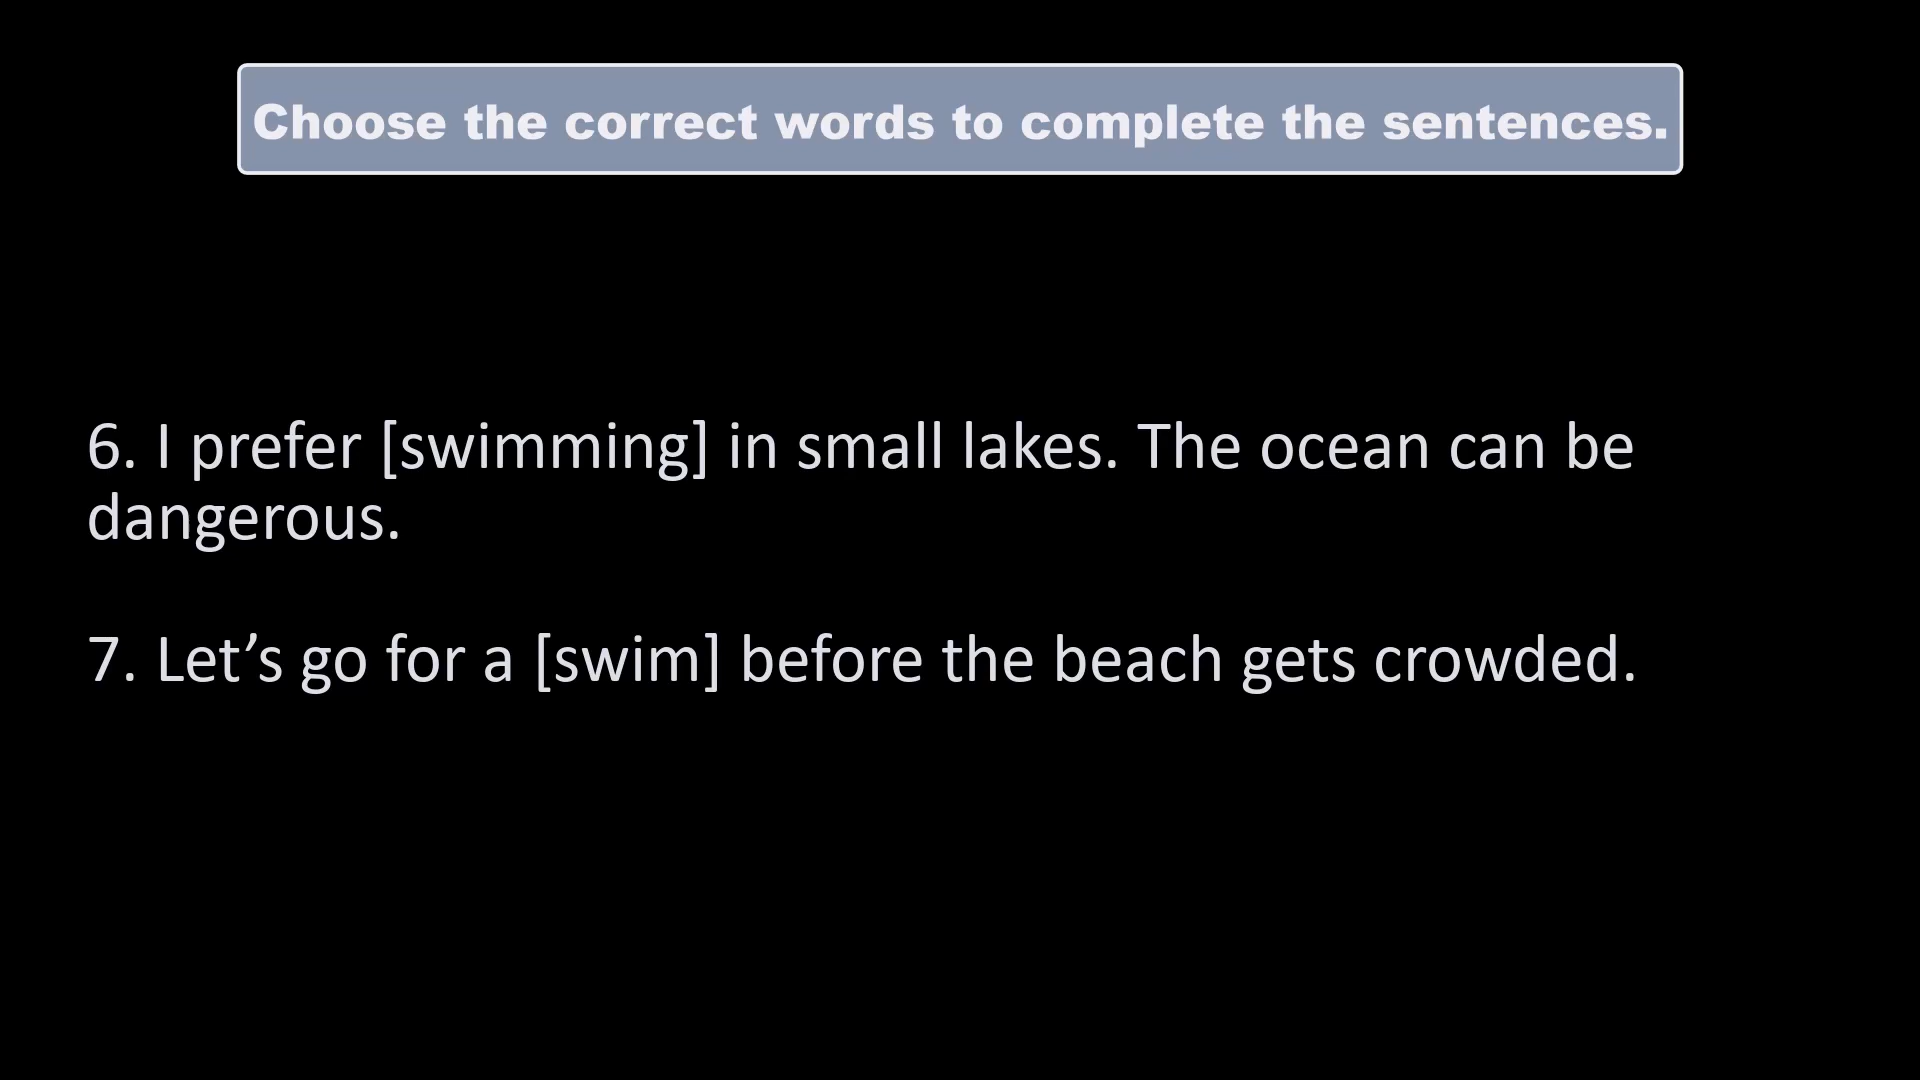 Choose the correct words to complete the sentences.
6. I prefer [swimming] in small lakes. The ocean can be
dangerous.
7. Let’s go for a [swim] before the beach gets crowded.